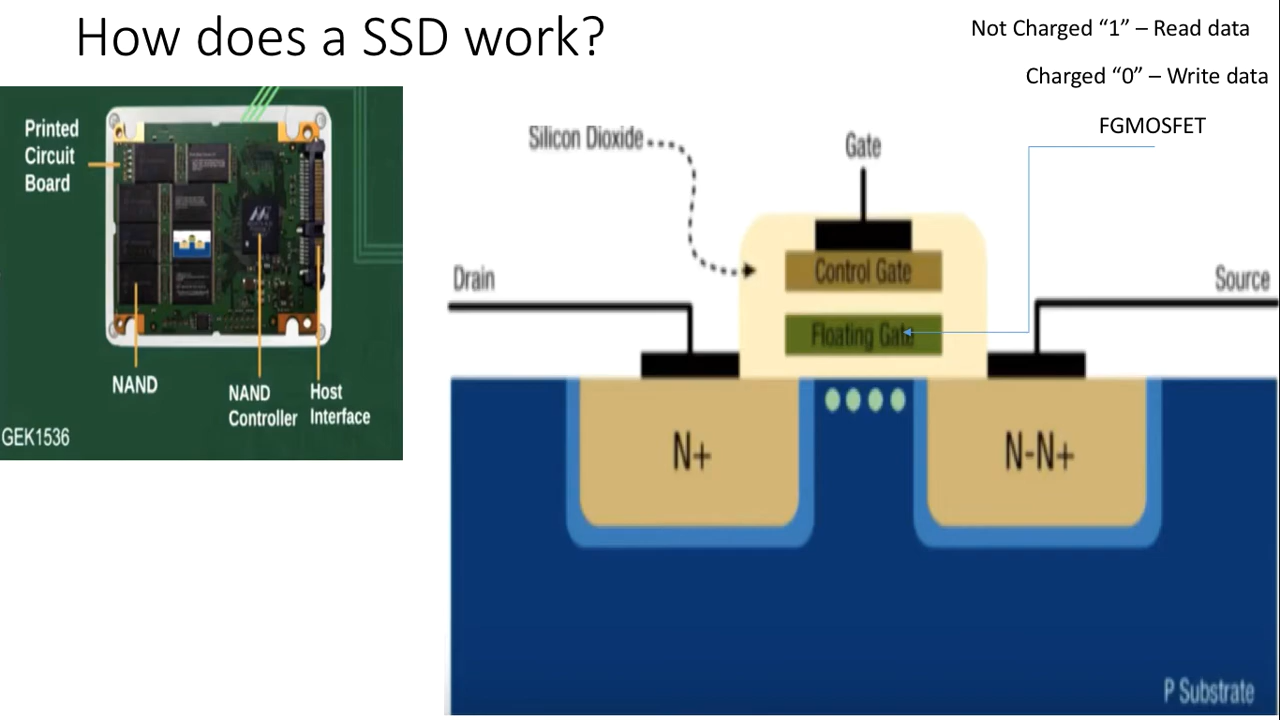 How does a SSD work?
Not Charged “1” – Read data
Charged “0” – Write data
FGMOSFET
Printed
Circuit
Board
NAND
NAND
Controller
Host
Interface
GEK1536
Silicon Dioxide
Gate
Control Gate
Floating Gate
Drain
Source
N+
N-N+
P Substrate